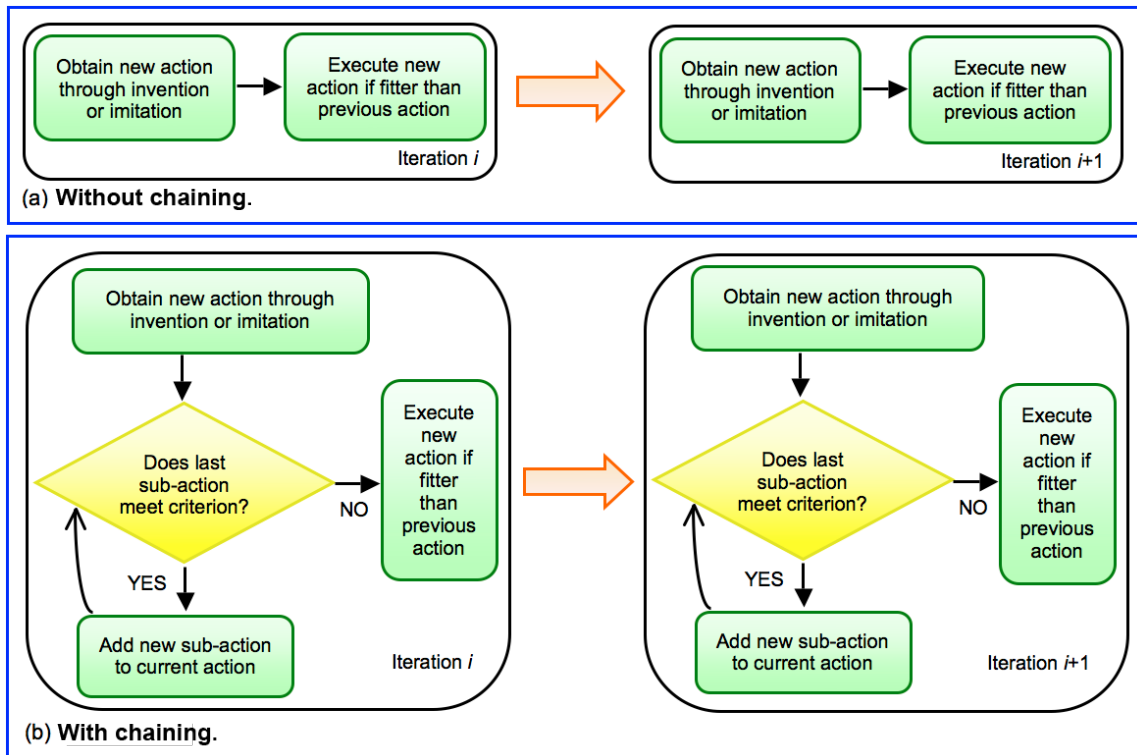 Obtain new action
through invention
or imitation
Execute new
action if fitter than
previous action
Iteration i
Obtain new action
through invention
or imitation
Execute new
action if fitter than
previous action
Iteration i+1
(a) Without chaining.
Obtain new action through
invention or imitation
Does last
sub-action
meet criterion?
NO
Execute
new
action if
fitter
than
previous
action
YES
Add new sub-action
to current action
Iteration i
Obtain new action through
invention or imitation
Does last
sub-action
meet criterion?
NO
Execute
new
action if
fitter
than
previous
action
YES
Add new sub-action
to current action
Iteration i+1
(b) With chaining.